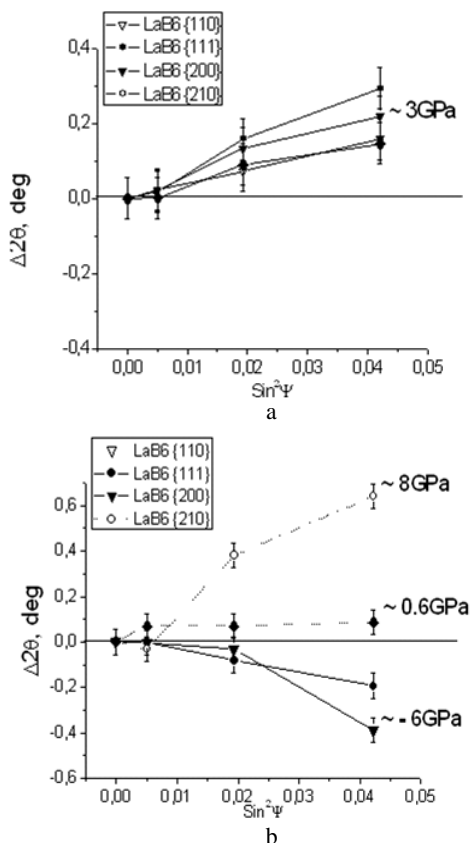 LaB6 {110}
LaB6 {111}
LaB6 {200}
LaB6 {210}
0,4
0,2
0,0
-0,2
-0,4
Δ2θ, deg
~ 3GPa
0,00 0,01 0,02 0,03 0,04 0,05
Sin²Ψ
a
LaB6 {110}
LaB6 {111}
LaB6 {200}
LaB6 {210}
0,6
0,4
0,2
0,0
-0,2
-0,4
-0,6
Δ2θ, deg
~ 8GPa
~ 0.6GPa
~ - 6GPa
0,00 0,01 0,02 0,03 0,04 0,05
Sin²Ψ
b